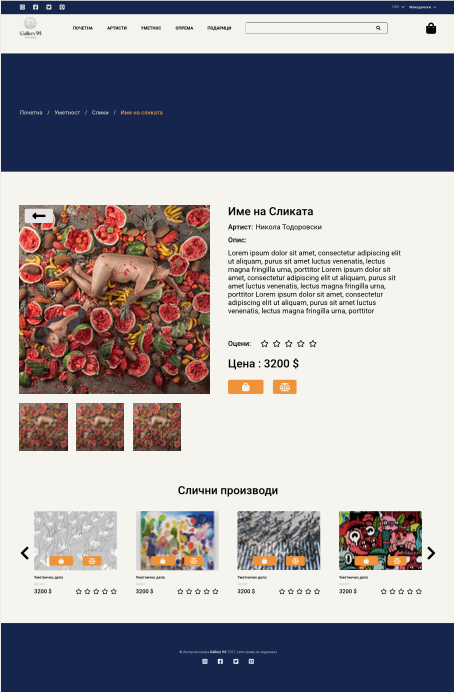 USD Македонски
Gallery 94
ПОЧЕТНА АРТИСТИ УМЕТНОС ОПРЕМА ПОДАРИЦИ
Почетна / Уметност / Слики / Име на сликата
Име на Сликата
Артист: Никола Тодоровски
Опис:
Lorem ipsum dolor sit amet, consectetur adipiscing elit
ut aliquam, purus sit amet luctus venenatis, lectus
magna fringilla urna, porttitor Lorem ipsum dolor sit
amet, consectetur adipiscing elit ut aliquam, purus sit
amet luctus venenatis, lectus magna fringilla urna,
porttitor Lorem ipsum dolor sit amet, consectetur
adipiscing elit ut aliquam, purus sit amet luctus
venenatis, lectus magna fringilla urna, porttitor
Оцени:
Цена : 3200 $
Слични производи
Уметничко дело Уметничко дело Уметничко дело Уметничко дело
3200 $ 3200 $ 3200 $ 3200 $
Gallery 94